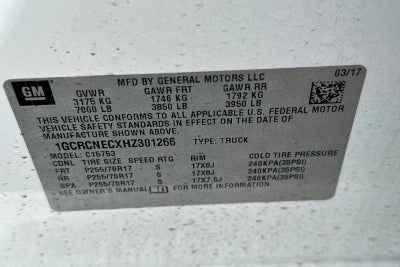 GM
MFD BY GENERAL MOTORS LLC 03/17
GVWR GAWR FRT GAWR RR
3175 KG 1746 KG 1792 KG
7000 LB 3850 LB 3950 LB
THIS VEHICLE CONFORMS TO ALL APPLICABLE U.S. FEDERAL MOTOR
VEHICLE SAFETY STANDARDS IN EFFECT ON THE DATE OF
MANUFACTURE SHOWN ABOVE.
1GCRCNECXHZ301266 TYPE: TRUCK
C15753
TIRE SIZE SPEED RTG RIM COLD TIRE PRESSURE
FRT P255/70R17 S 17X8J 240KPA(35PSI)
RR P255/70R17 S 17X8J 240KPA(35PSI)
SPA P255/70R17 S 17X7.5J 240KPA(35PSI)
SEE OWNER'S MANUAL FOR MORE INFORMATION.